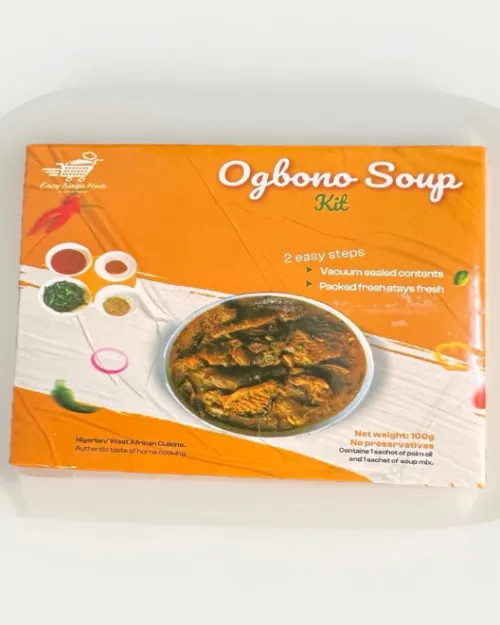 Eazy Naija Foods
Ogbono Soup
Kit
2 easy steps
Vacuum sealed contents
Packed fresh stays fresh
Nigerian/ West African Cuisine.
Authentic taste of home cooking
Net weight: 100g
No preservatives
Contains 1 sachet of palm oil
and 1 sachet of soup mix.